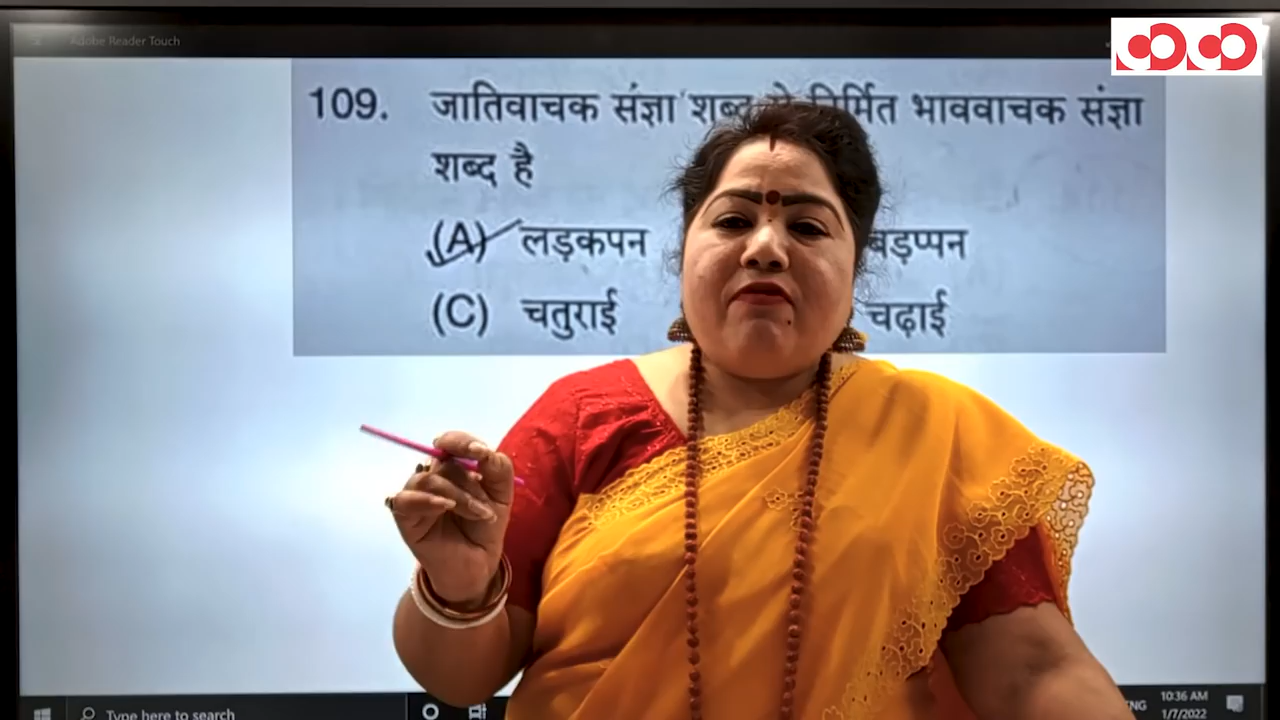 Adobe Reader Touch
109. जातिवाचक संज्ञा शब्द से निर्मित भाववाचक संज्ञा
शब्द है
(A) लड़कपन बड़प्पन
(C) चतुराई चढ़ाई
Type here to search
ENG
10:36 AM
1/7/2022